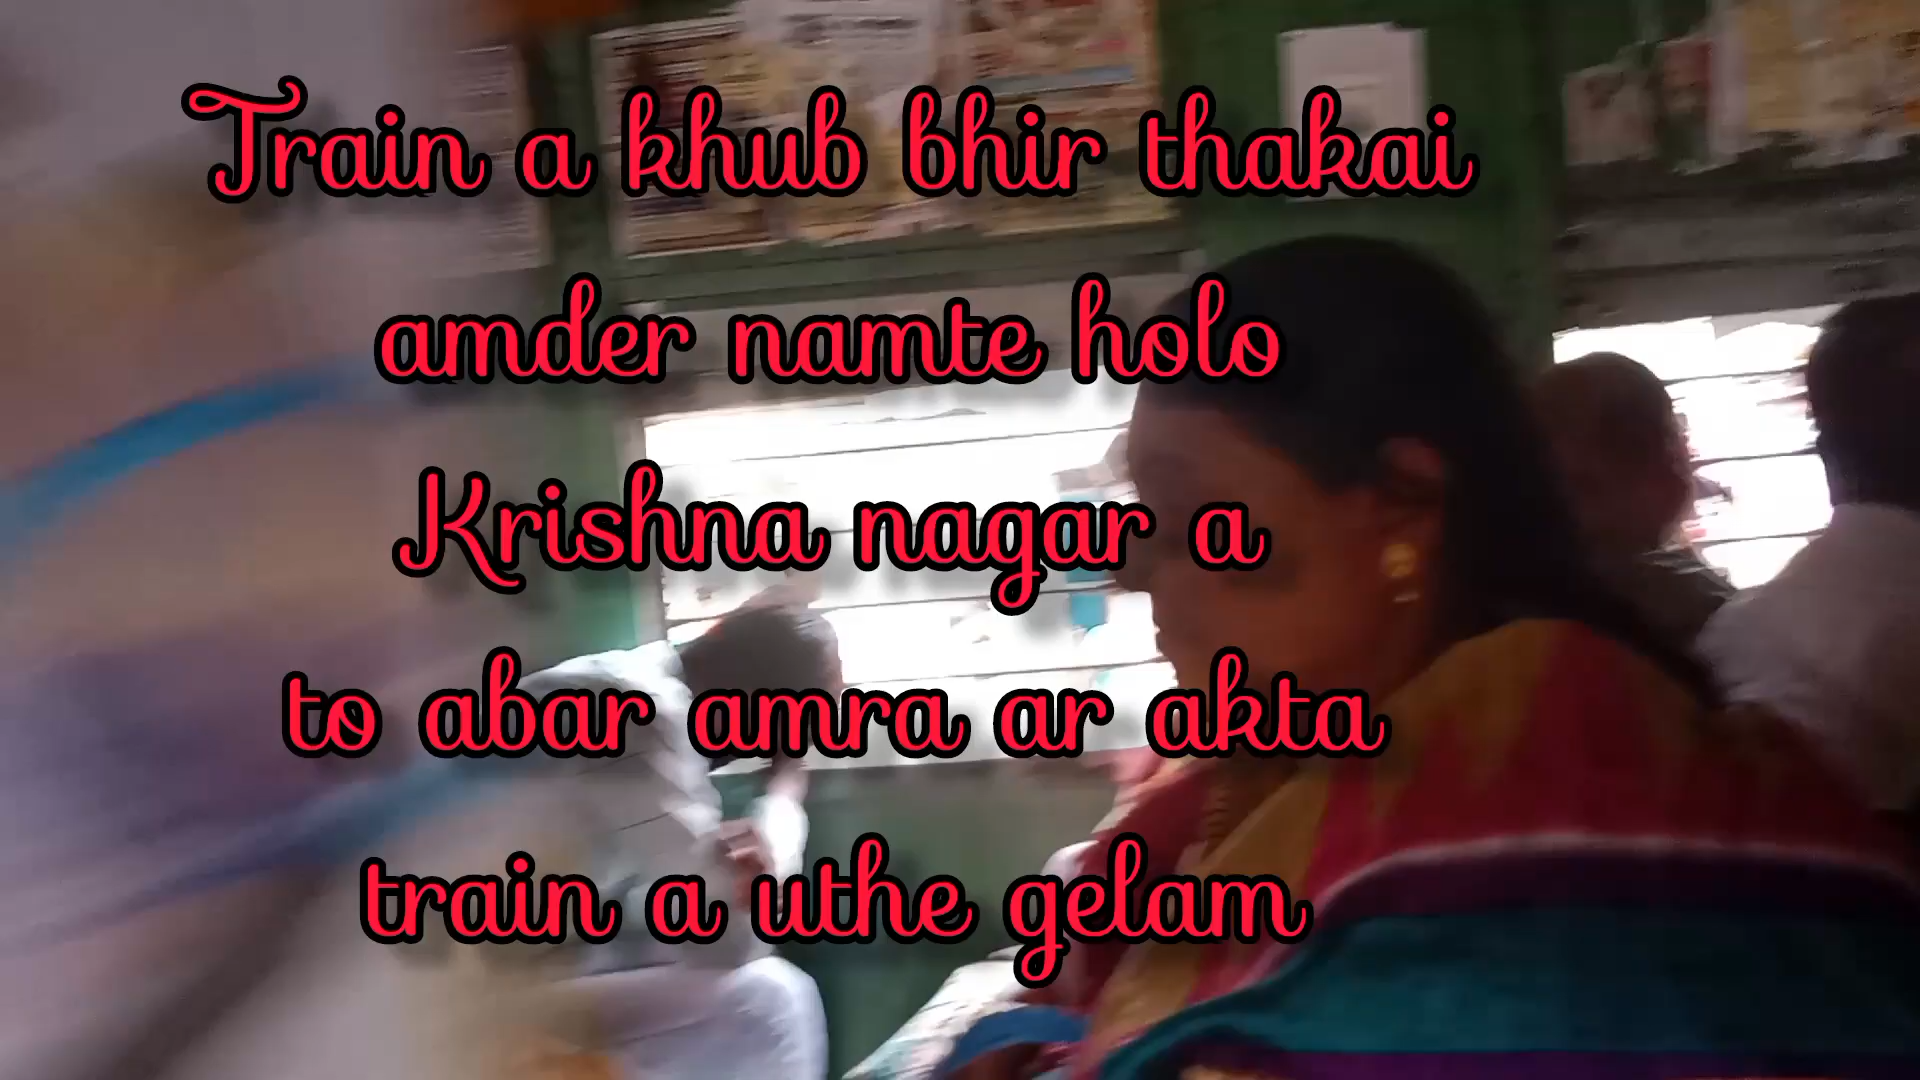 Train a khub bhir thakai
amder namte holo
Krishna nagar a
to abar amra ar akta
train a uthe gelam